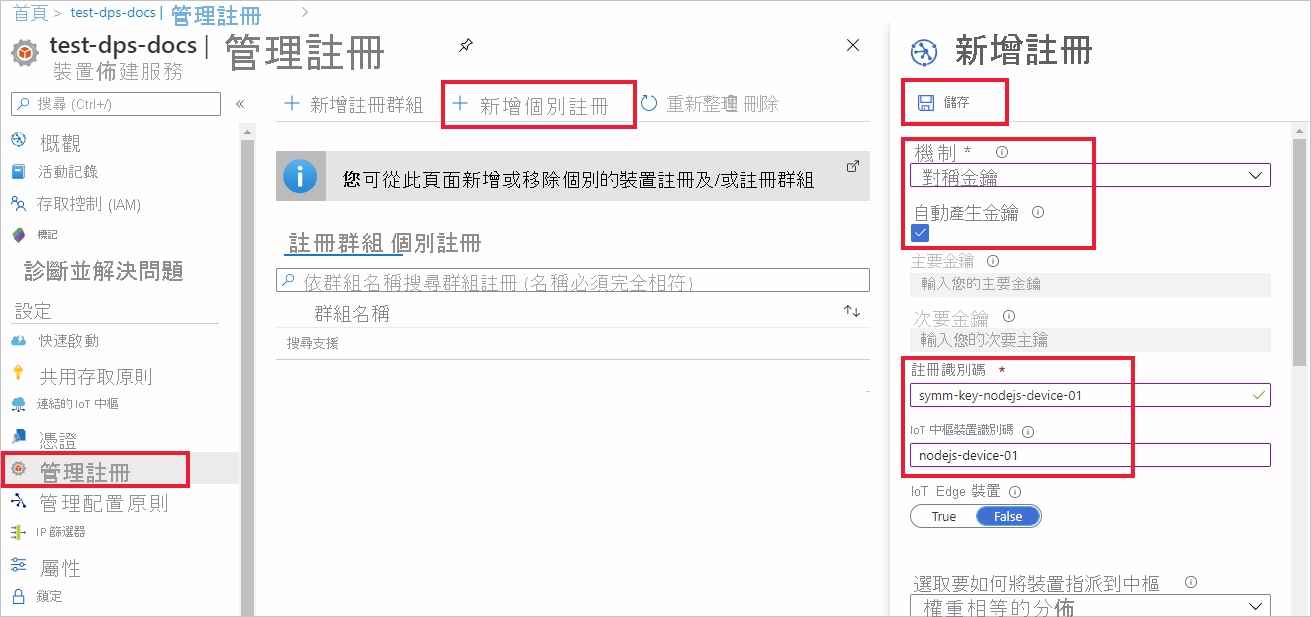 首頁 > test-dps-docs | 管理註冊 >
test-dps-docs | 管理註冊
裝置佈建服務
搜尋 (Ctrl+/)
概觀
活動記錄
存取控制 (IAM)
標記
診斷並解決問題
設定
快速啟動
共用存取原則
連結的 IoT 中樞
憑證
管理註冊
管理配置原則
IP 篩選器
屬性
鎖定
+ 新增註冊群組 + 新增個別註冊 重新整理 刪除
您可從此頁面新增或移除個別的裝置註冊及/或註冊群組
註冊群組 個別註冊
依群組名稱搜尋群組註冊 (名稱必須完全相符)
群組名稱
搜尋支援
新增註冊
儲存
機制 *
對稱金鑰
自動產生金鑰
主要金鑰
輸入您的主要金鑰
次要金鑰
輸入您的次要主鑰
註冊識別碼 *
symm-key-nodejs-device-01
IoT 中樞裝置識別碼
nodejs-device-01
IoT Edge 裝置
True False
選取要如何將裝置指派到中樞
權重相等的分佈